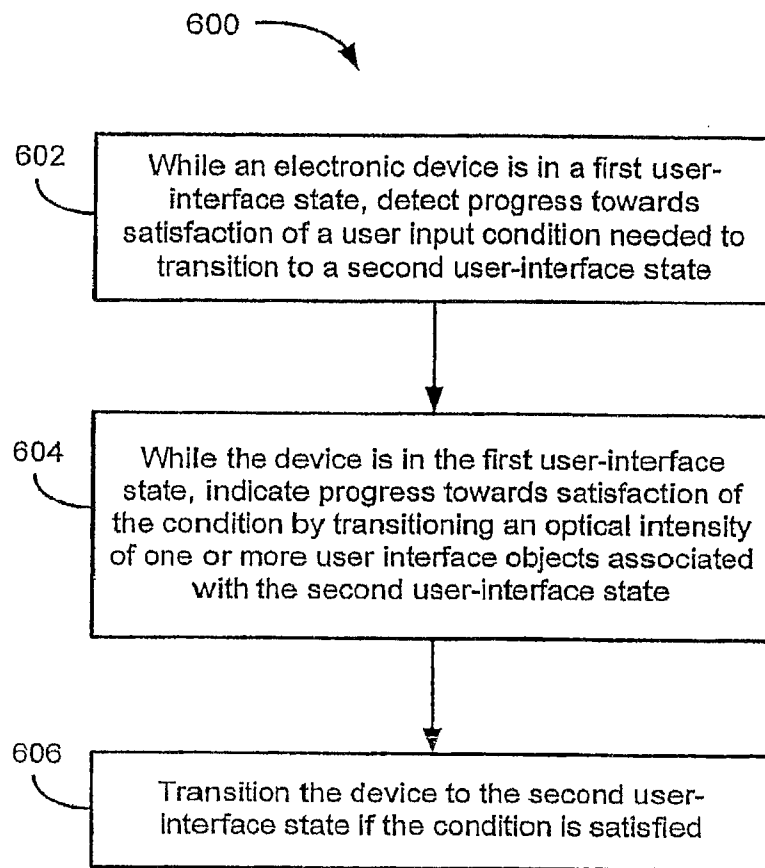 600
602
While an electronic device is in a first user-
interface state, detect progress towards
satisfaction of a user input condition needed to
transition to a second user-interface state
604
While the device is in the first user-interface
state, indicate progress towards satisfaction of
the condition by transitioning an optical intensity
of one or more user interface objects associated
with the second user-interface state
606
Transition the device to the second user-
interface state if the condition is satisfied